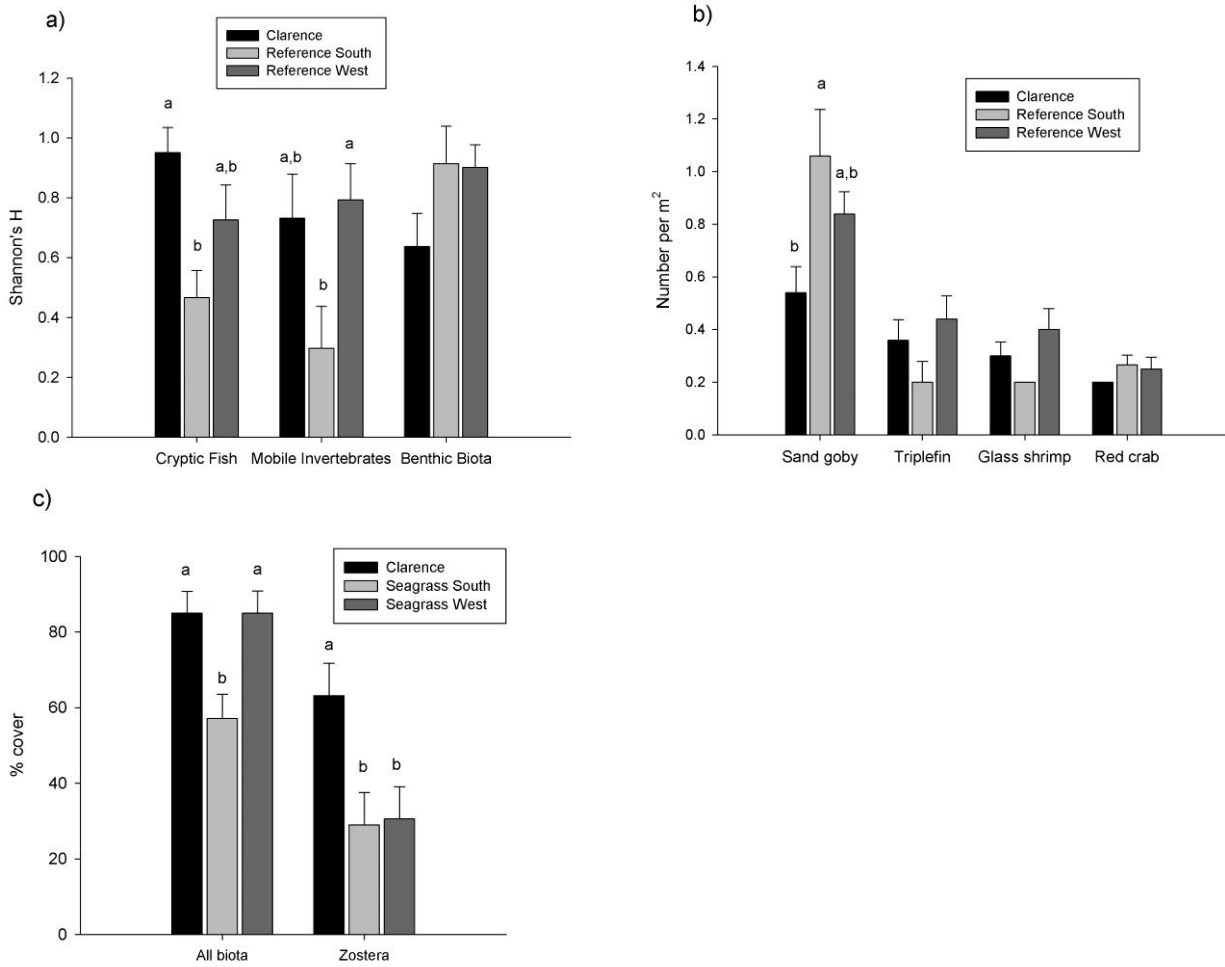 a)
Clarence
Reference South
Reference West
1.2
1.0
0.8
0.6
0.4
0.2
0.0
Shannon's H
a
b
a,b
a,b
b
a
Cryptic Fish Mobile Invertebrates Benthic Biota
b)
Clarence
Reference South
Reference West
1.4
1.2
1.0
0.8
0.6
0.4
0.2
0.0
Number per m²
b
a
a,b
Sand goby Triplefin Glass shrimp Red crab
c)
Clarence
Seagrass South
Seagrass West
100
80
60
40
20
0
% cover
a
b
a
a
b
b
All biota Zostera